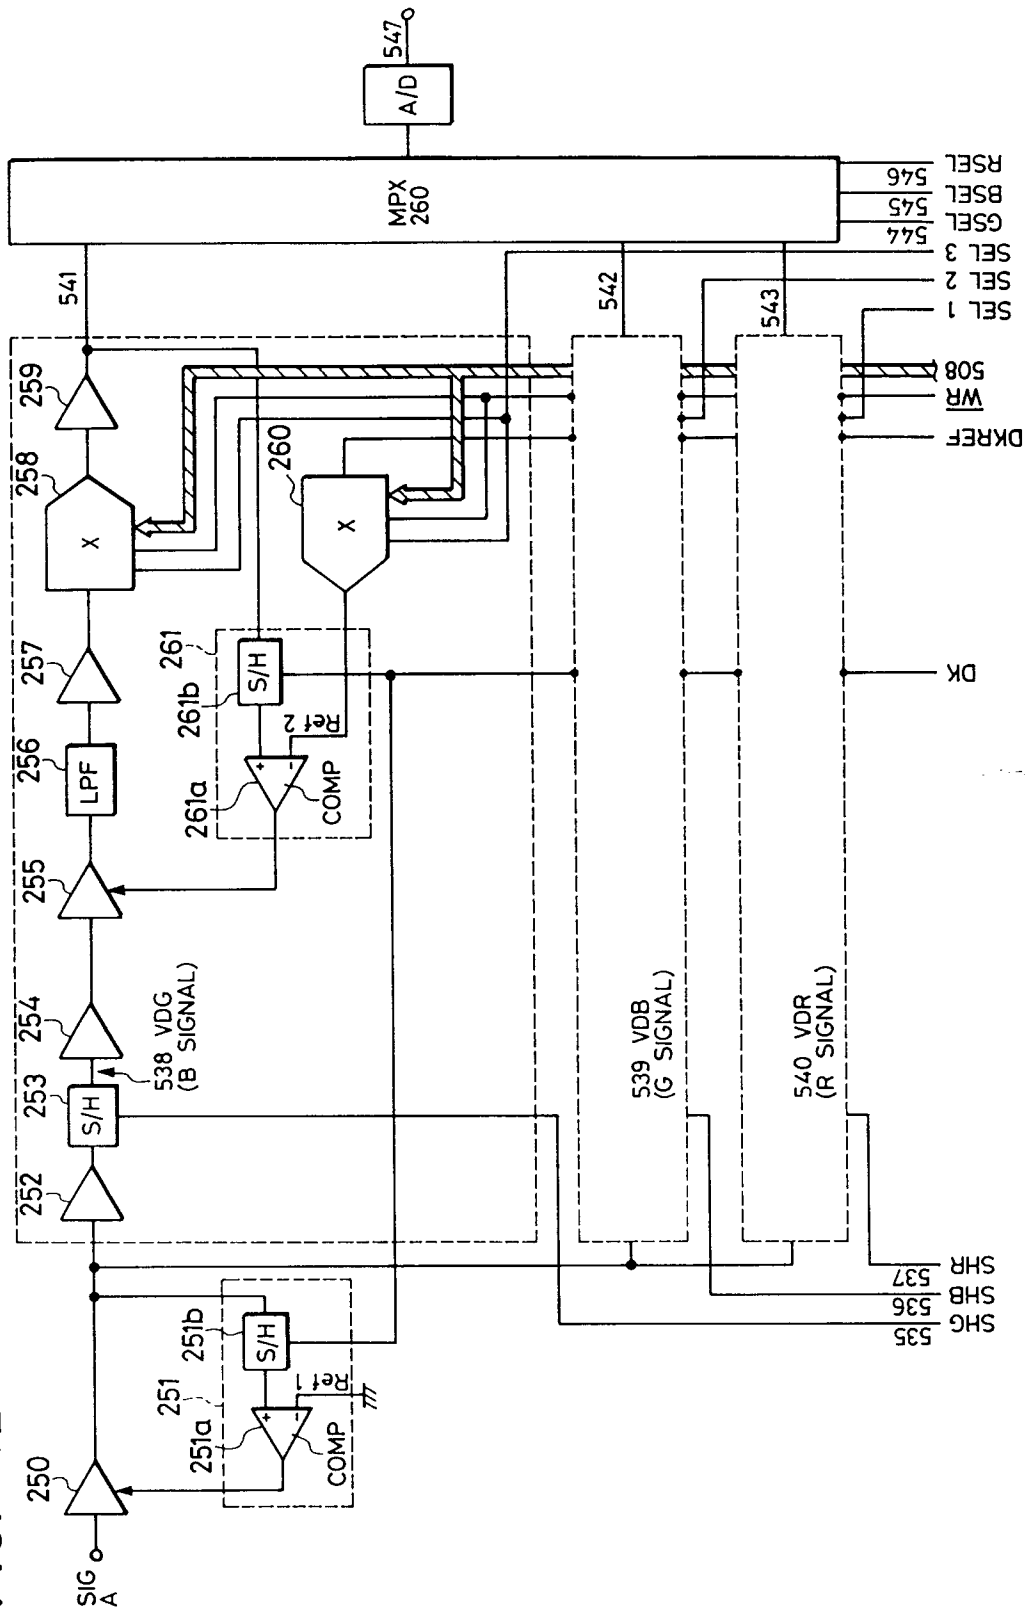 SIG
A
250
251
251a
251b
S/H
+
-
Ref 1
COMP
252
253
S/H
538 VDG
(B SIGNAL)
254
255
256
LPF
257
258
X
259
541
261
261a
261b
S/H
+
-
Ref 2
COMP
260
X
539 VDB
(G SIGNAL)
542
540 VDR
(R SIGNAL)
543
MPX
260
A/D
547
535
SHG
536
SHB
537
SHR
DK
DKREF
WR
508
SEL 1
SEL 2
SEL 3
544
GSEL
545
BSEL
546
RSEL